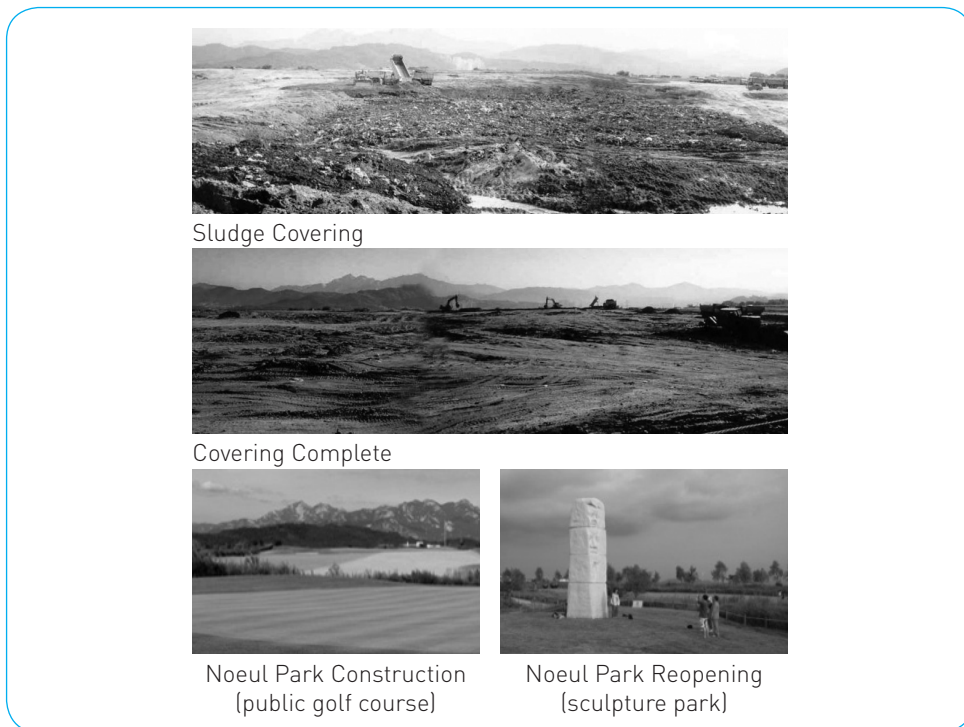 Sludge Covering
Covering Complete
Noeul Park Construction
(public golf course)
Noeul Park Reopening
(sculpture park)